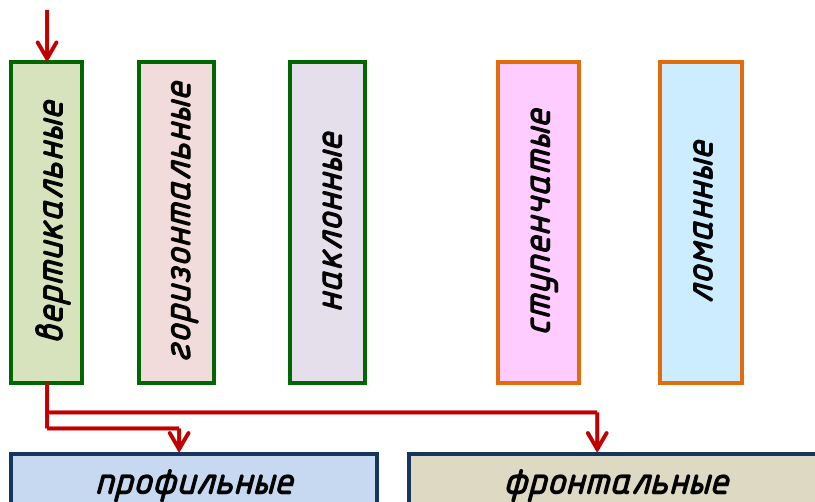 вертикальные
горизонтальные
наклонные
ступенчатые
ломанные
профильные
фронтальные